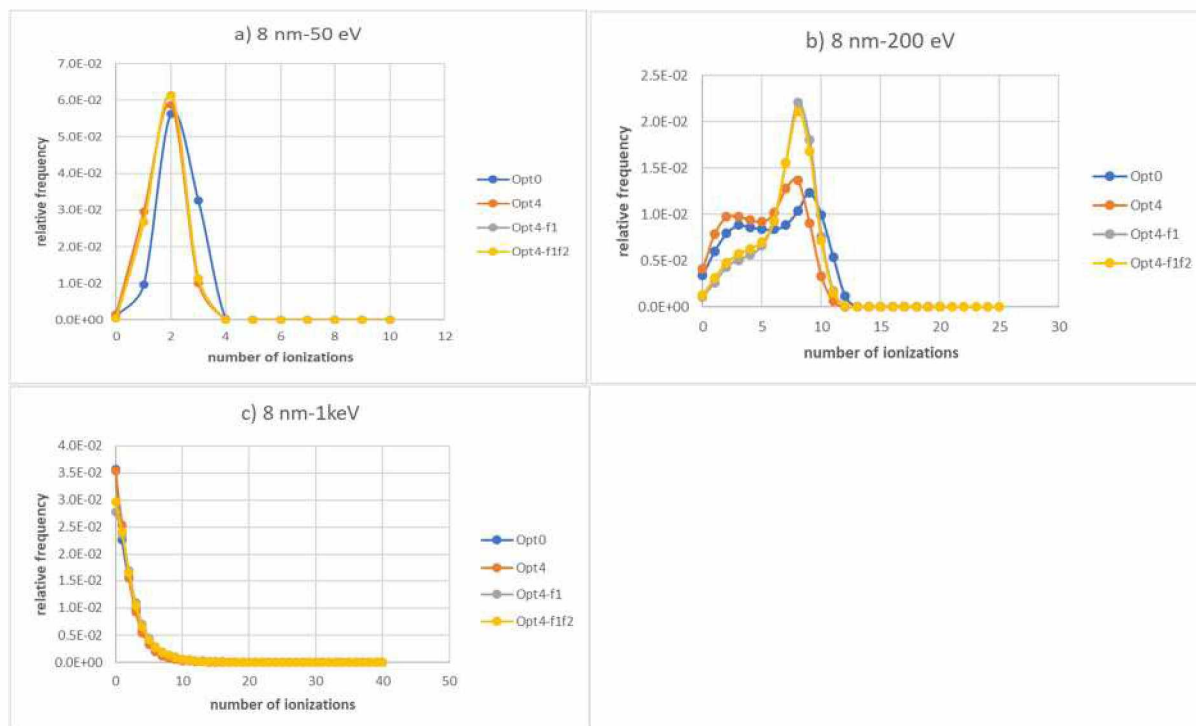 a) 8 nm-50 eV
7.0E-02
6.0E-02
5.0E-02
4.0E-02
3.0E-02
2.0E-02
1.0E-02
0.0E+00
relative frequency
0 2 4 6 8 10 12
number of ionizations
Opt0
Opt4
Opt4-f1
Opt4-f1f2
b) 8 nm-200 eV
2.5E-02
2.0E-02
1.5E-02
1.0E-02
0.5E-02
0.0E+00
relative frequency
0 5 10 15 20 25 30
number of ionizations
Opt0
Opt4
Opt4-f1
Opt4-f1f2
c) 8 nm-1keV
4.0E-02
3.5E-02
3.0E-02
2.5E-02
2.0E-02
1.5E-02
1.0E-02
0.5E-02
0.0E+00
relative frequency
0 10 20 30 40 50
number of ionizations
Opt0
Opt4
Opt4-f1
Opt4-f1f2